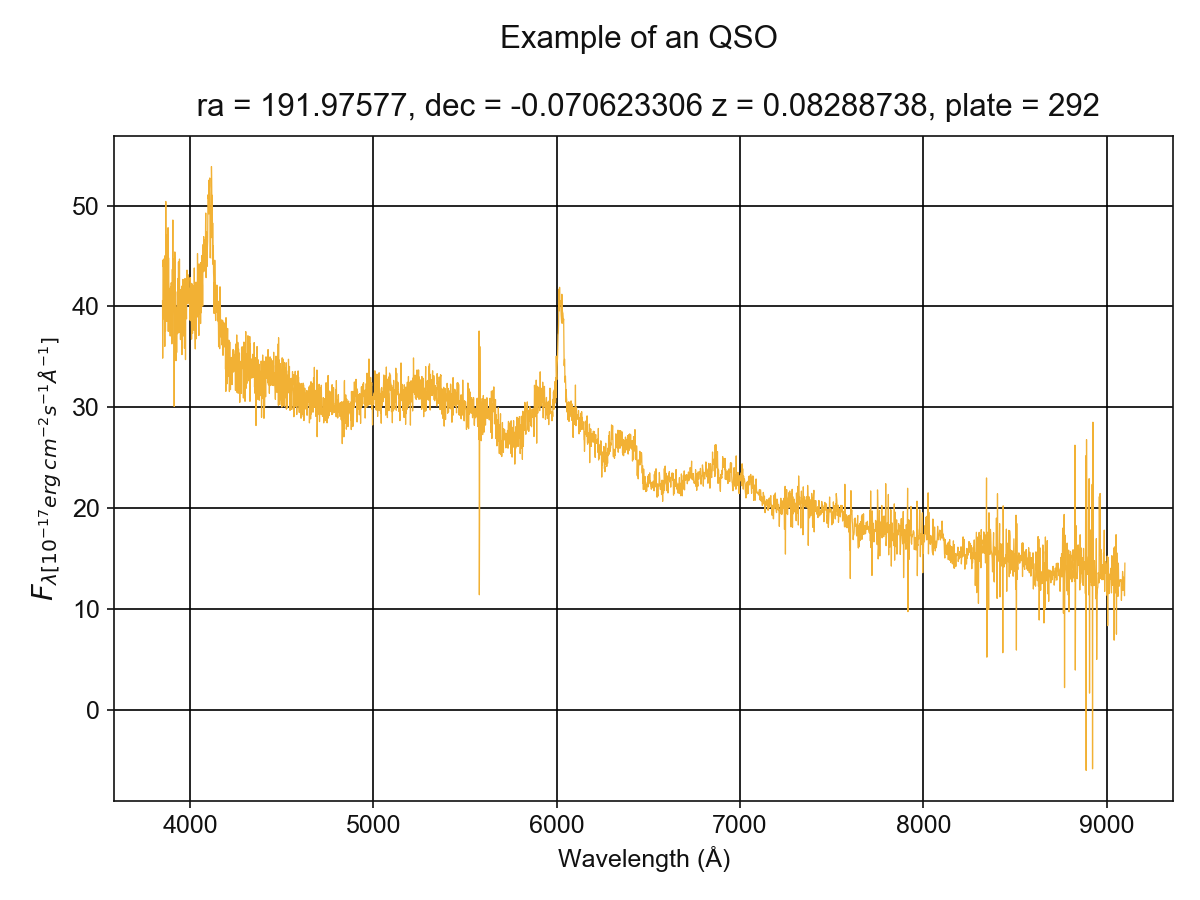 Example of an QSO
ra = 191.97577, dec = -0.070623306 z = 0.08288738, plate = 292
50
40
30
20
10
0
F_{λ[10^{−17}erg cm^{−2}s^{−1}Å^{−1}]}
4000 5000 6000 7000 8000 9000
Wavelength (Å)